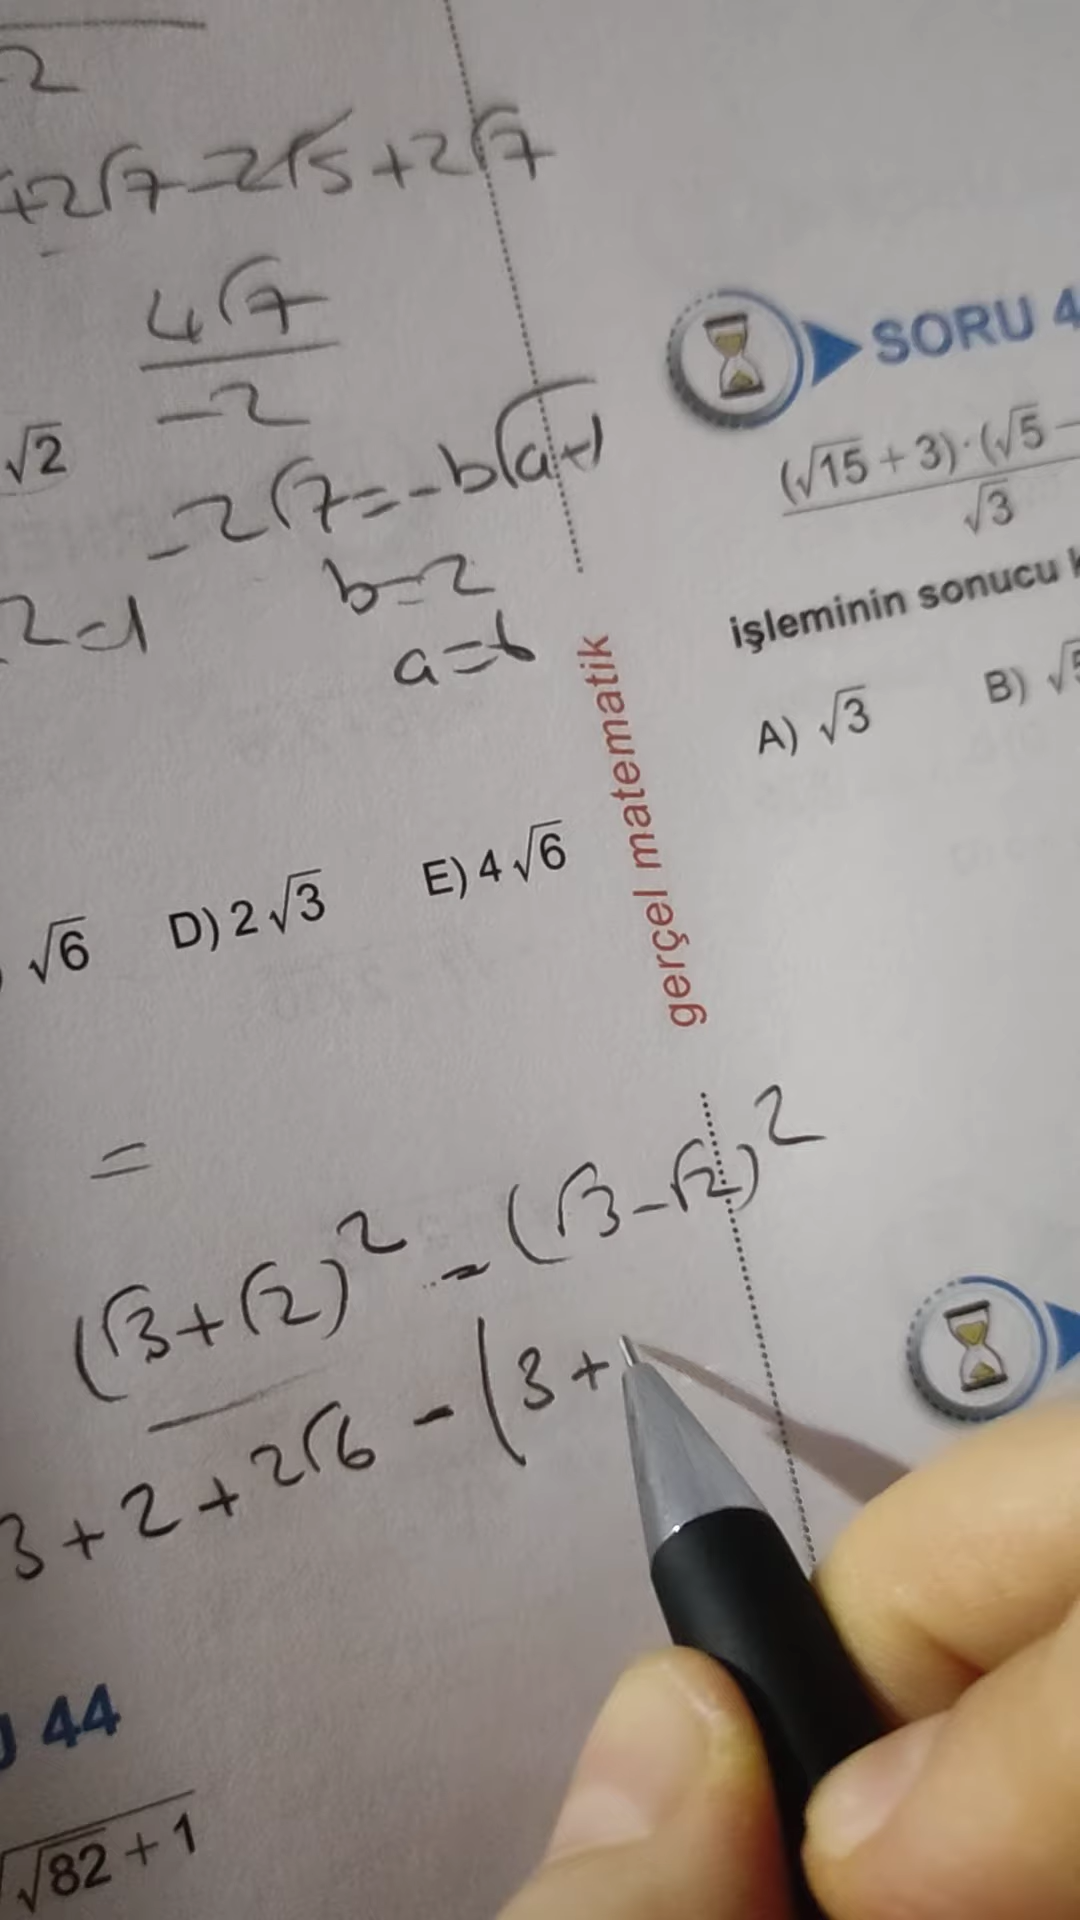 2
+2√7-2√5+2√7
4√7
-2
-2√7=-b√a+1
b=2
a=6
√2
2=1
√6 D) 2√3 E) 4√6
=
(√3+√2)² - (√3-√2)²
3+2+2√6 - (3+
44
√82 + 1
gerçel matematik
SORU 4
(√15 + 3)·(√5 -
√3
işleminin sonucu
A) √3 B)